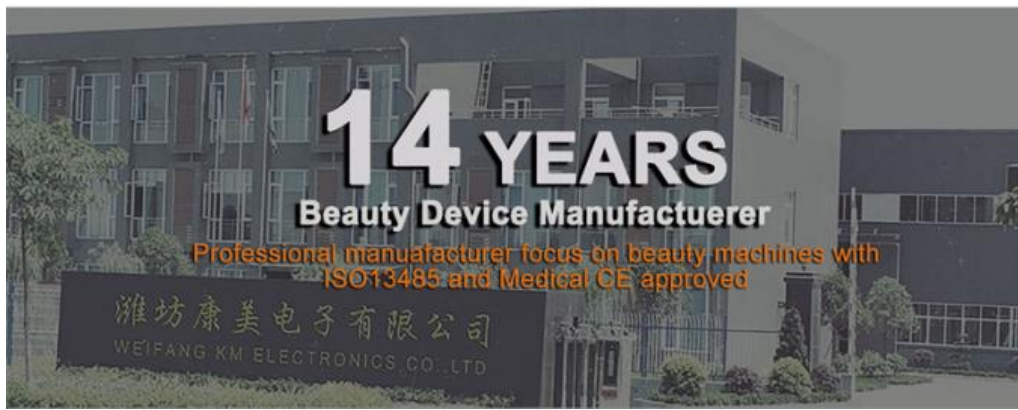 14 YEARS
Beauty Device Manufactuerer
Professional manuafacturer focus on beauty machines with
ISO13485 and Medical CE approved
潍坊康美电子有限公司
WEIFANG KM ELECTRONICS CO.,LTD